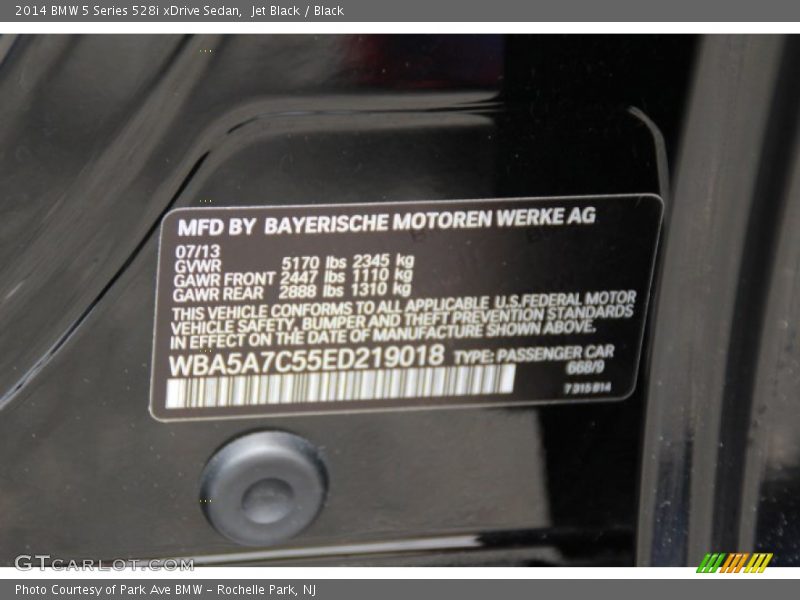 2014 BMW 5 Series 528i xDrive Sedan,  Jet Black / Black
MFD BY BAYERISCHE MOTOREN WERKE AG
07/13
GVWR 5170 lbs 2345 kg
GAWR FRONT 2447 lbs 1110 kg
GAWR REAR 2888 lbs 1310 kg
THIS VEHICLE CONFORMS TO ALL APPLICABLE U.S.FEDERAL MOTOR
VEHICLE SAFETY, BUMPER AND THEFT PREVENTION STANDARDS
IN EFFECT ON THE DATE OF MANUFACTURE SHOWN ABOVE.
WBA5A7C55ED219018 TYPE: PASSENGER CAR
668/9
7 315 814
GTCARLOT.COM
Photo Courtesy of Park Ave BMW - Rochelle Park, NJ